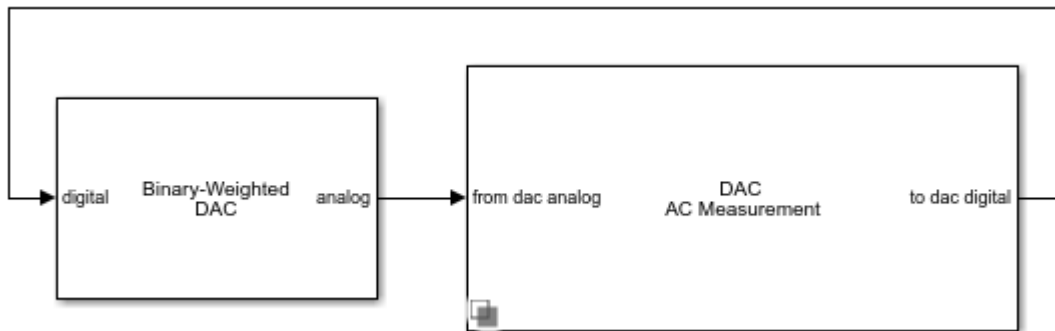 digital
Binary-Weighted
DAC
analog
from dac analog
DAC
AC Measurement
to dac digital